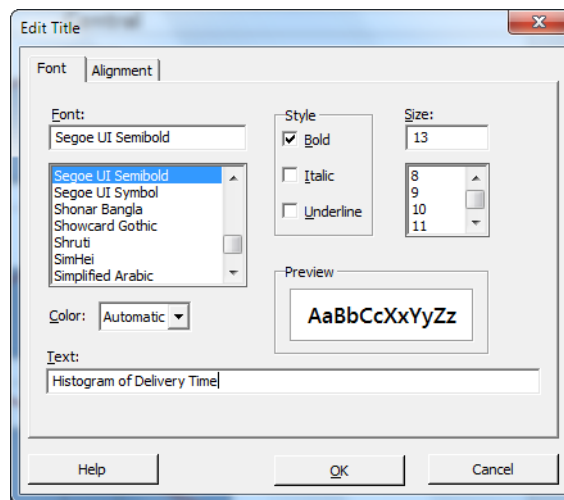 Edit Title
Font
Alignment
Font:
Segoe UI Semibold
Segoe UI Semibold
Segoe UI Symbol
Shonar Bangla
Showcard Gothic
Shruti
SimHei
Simplified Arabic
Style
Bold
Italic
Underline
Size:
13
8
9
10
11
Color: Automatic
Preview
AaBbCcXxYyZz
Text:
Histogram of Delivery Time
Help OK Cancel